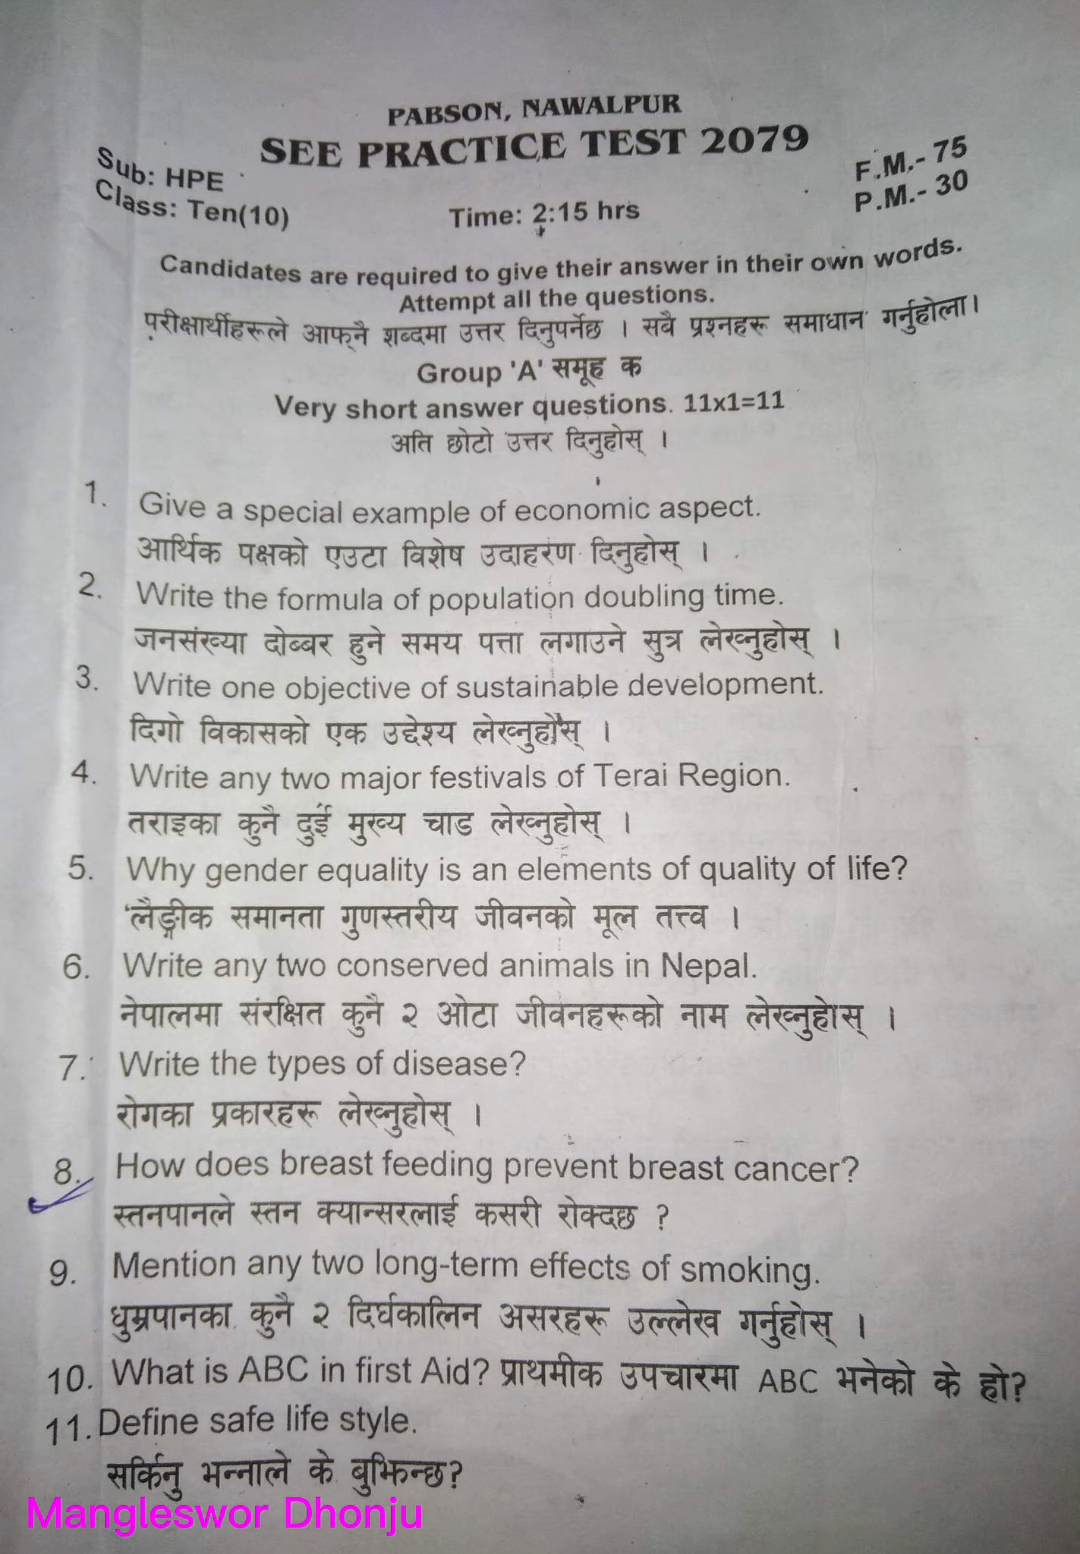 PABSON, NAWALPUR
SEE PRACTICE TEST 2079
Sub: HPE
F.M.- 75
Class: Ten(10)
Time: 2:15 hrs
P.M.- 30
Candidates are required to give their answer in their own words.
Attempt all the questions.
परीक्षार्थीहरूले आफ्नै शब्दमा उत्तर दिनुपर्नेछ । सबै प्रश्नहरू समाधान गर्नुहोला।
Group 'A' समूह क
Very short answer questions. 11x1=11
अति छोटो उत्तर दिनुहोस् ।
1. Give a special example of economic aspect.
आर्थिक पक्षको एउटा विशेष उदाहरण दिनुहोस् ।
2. Write the formula of population doubling time.
जनसंख्या दोब्बर हुने समय पत्ता लगाउने सुत्र लेख्नुहोस् ।
3. Write one objective of sustainable development.
दिगो विकासको एक उद्देश्य लेख्नुहोस् ।
4. Write any two major festivals of Terai Region.
तराइका कुनै दुई मुख्य चाड लेख्नुहोस् ।
5. Why gender equality is an elements of quality of life?
'लैङ्गीक समानता गुणस्तरीय जीवनको मूल तत्त्व ।
6. Write any two conserved animals in Nepal.
नेपालमा संरक्षित कुनै २ ओटा जीवनहरूको नाम लेख्नुहोस् ।
7. Write the types of disease?
रोगका प्रकारहरू लेख्नुहोस् ।
8. How does breast feeding prevent breast cancer?
स्तनपानले स्तन क्यान्सरलाई कसरी रोक्दछ ?
9. Mention any two long-term effects of smoking.
धुम्रपानका कुनै २ दिर्घकालिन असरहरू उल्लेख गर्नुहोस् ।
10. What is ABC in first Aid? प्राथमीक उपचारमा ABC भनेको के हो?
11. Define safe life style.
सर्किनु भन्नाले के बुझिन्छ?
Mangleswor Dhonju